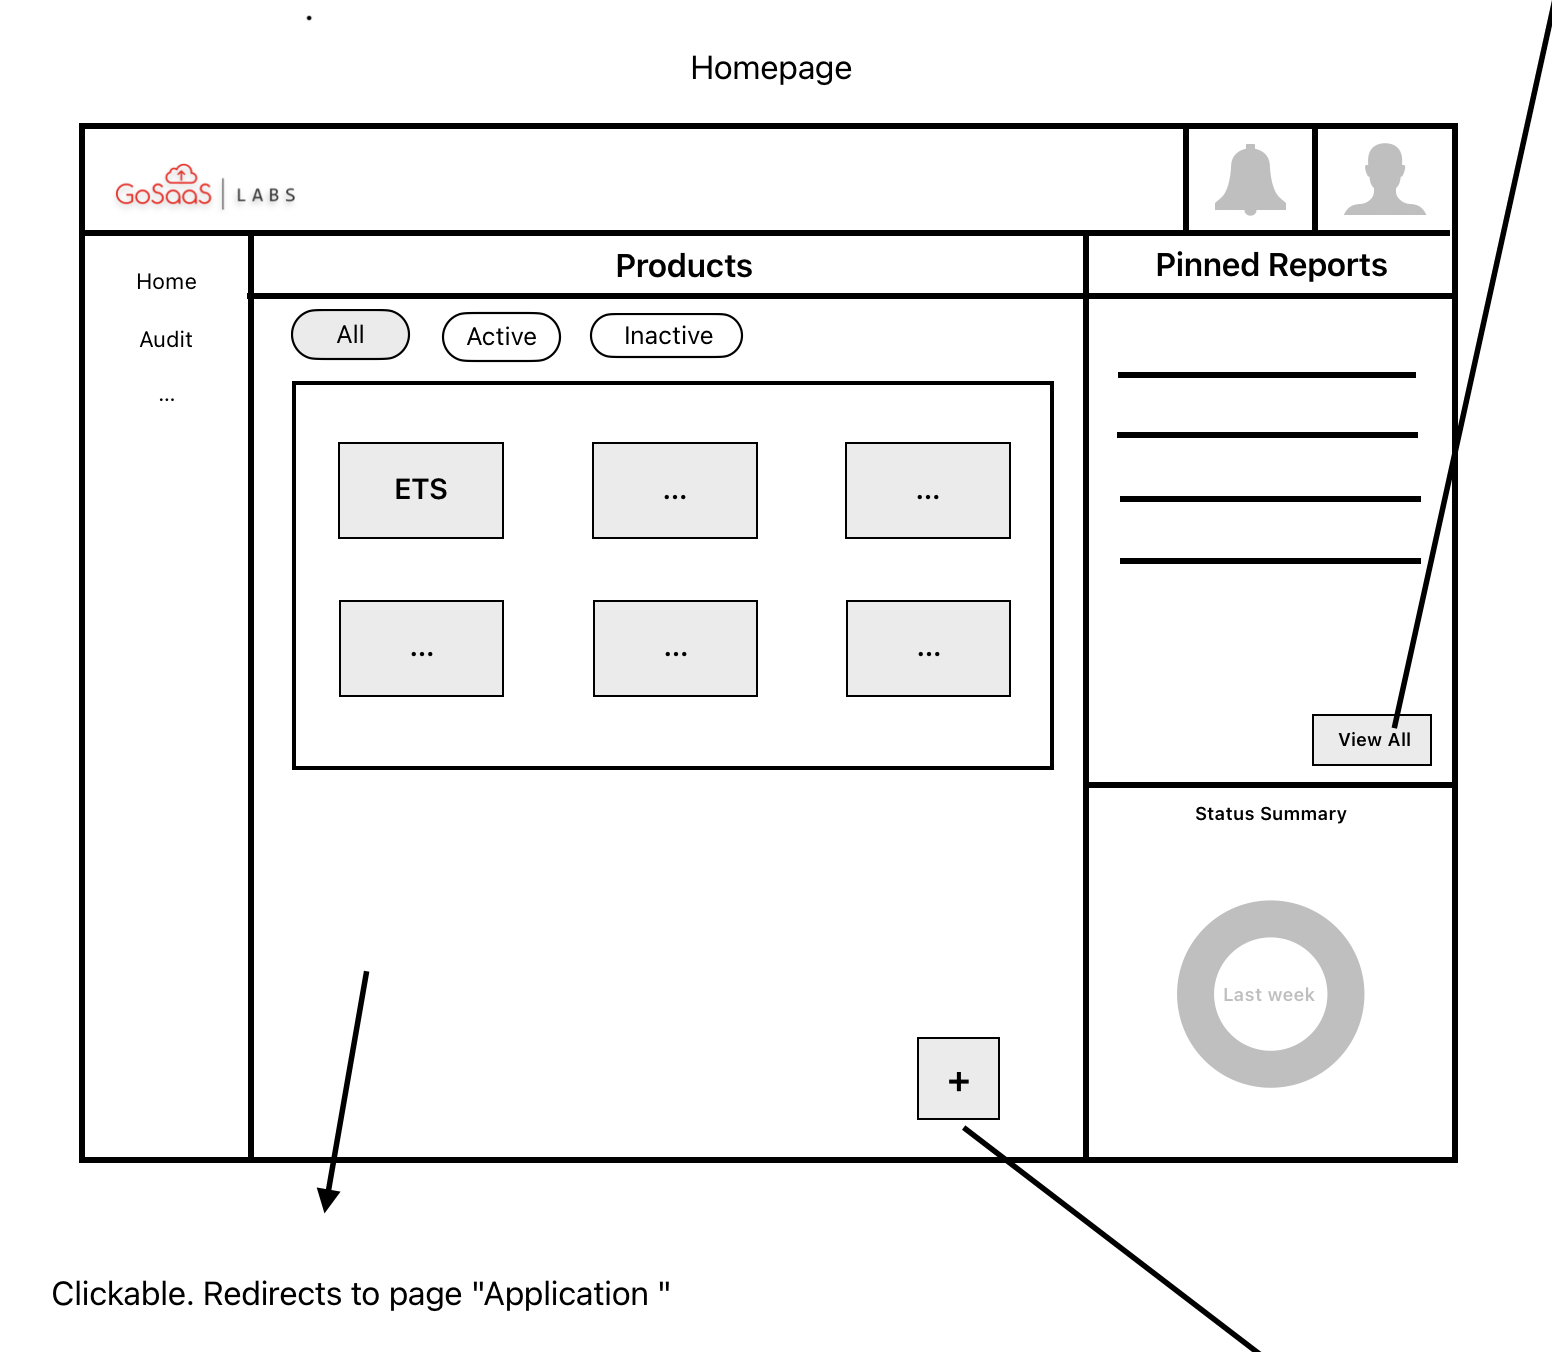 Homepage
GoSaaS | LABS
Products
Pinned Reports
Home
Audit
...
All
Active
Inactive
ETS
...
...
...
...
...
View All
Status Summary
Last week
+
Clickable. Redirects to page "Application "